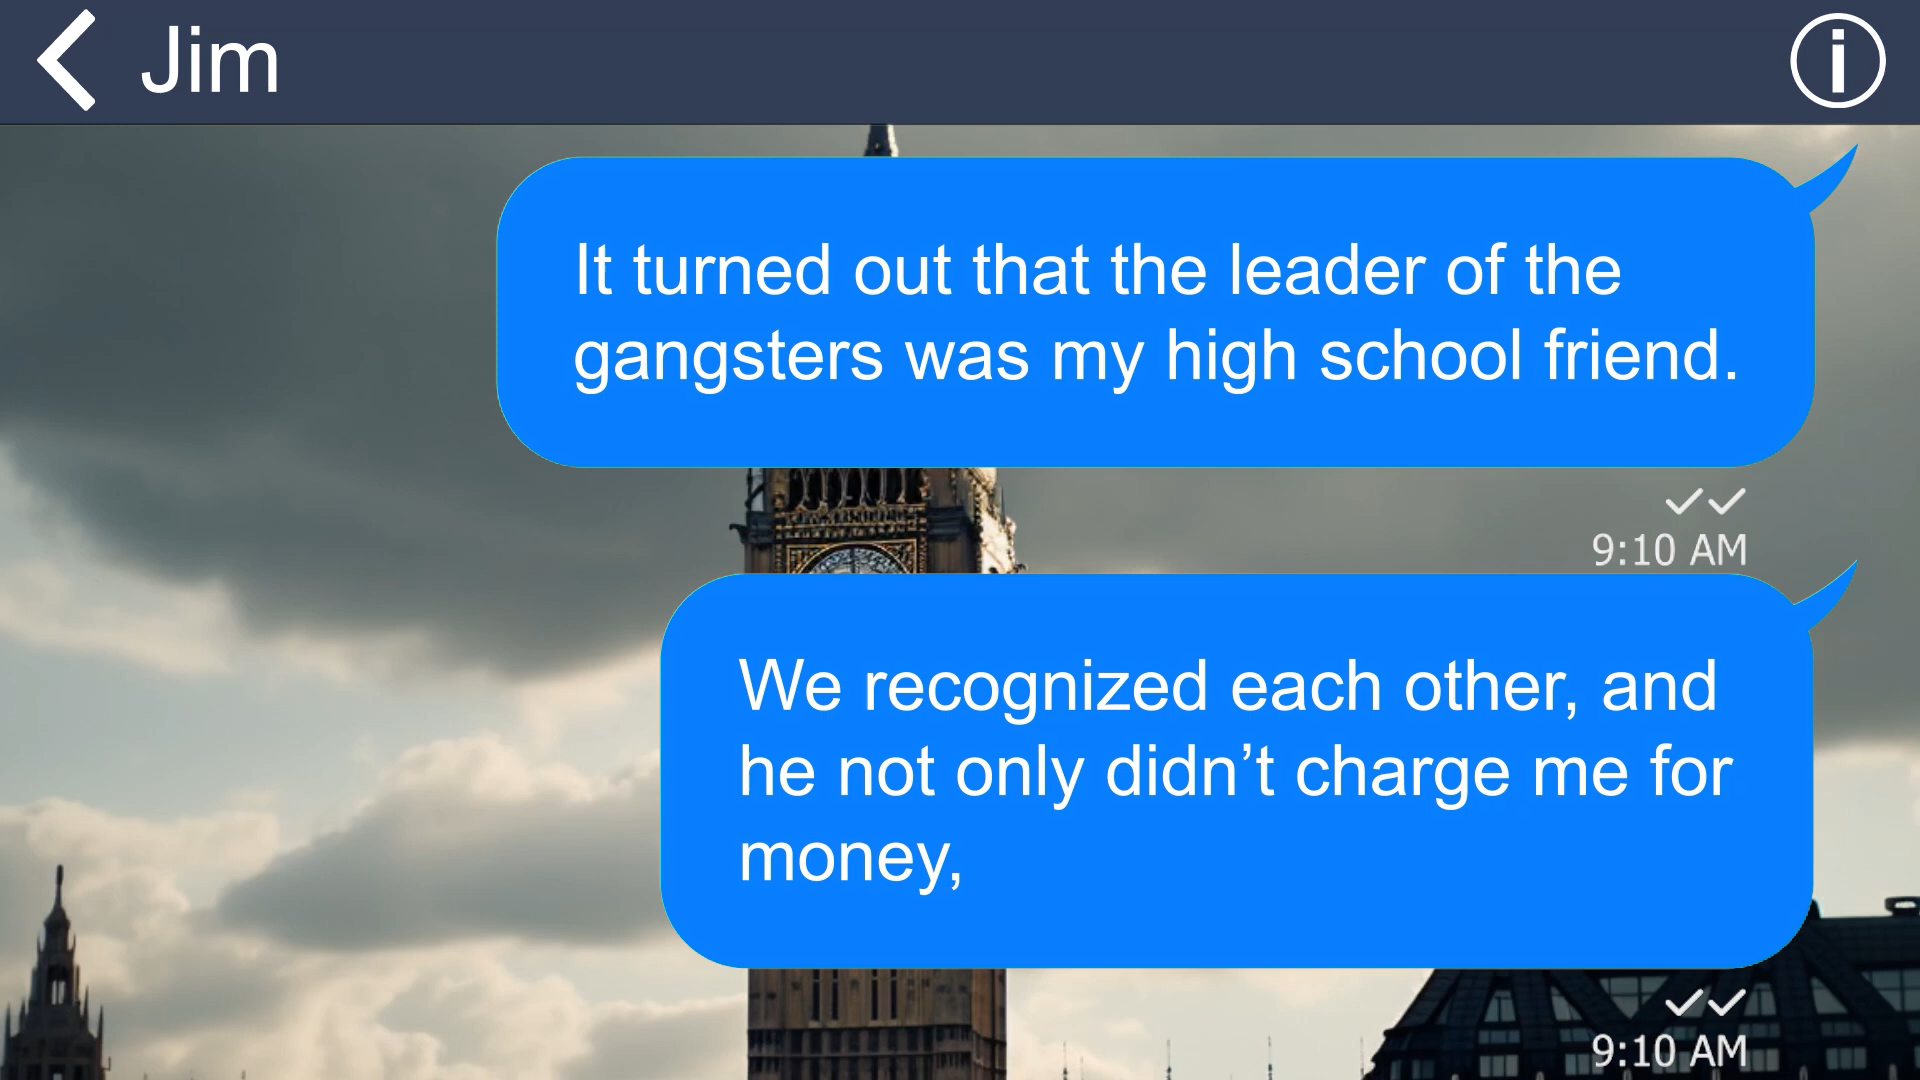 Jim
It turned out that the leader of the
gangsters was my high school friend.
9:10 AM
We recognized each other, and
he not only didn’t charge me for
money,
9:10 AM